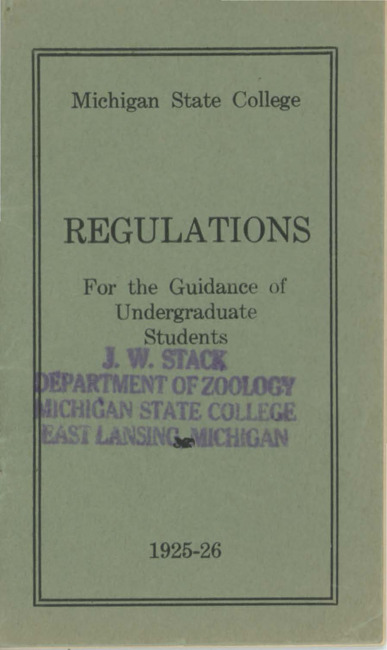 Michigan State College
REGULATIONS
For the Guidance of
Undergraduate
Students
J. W. STACK
DEPARTMENT OF ZOOLOGY
MICHIGAN STATE COLLEGE
EAST LANSING, MICHIGAN
1925-26